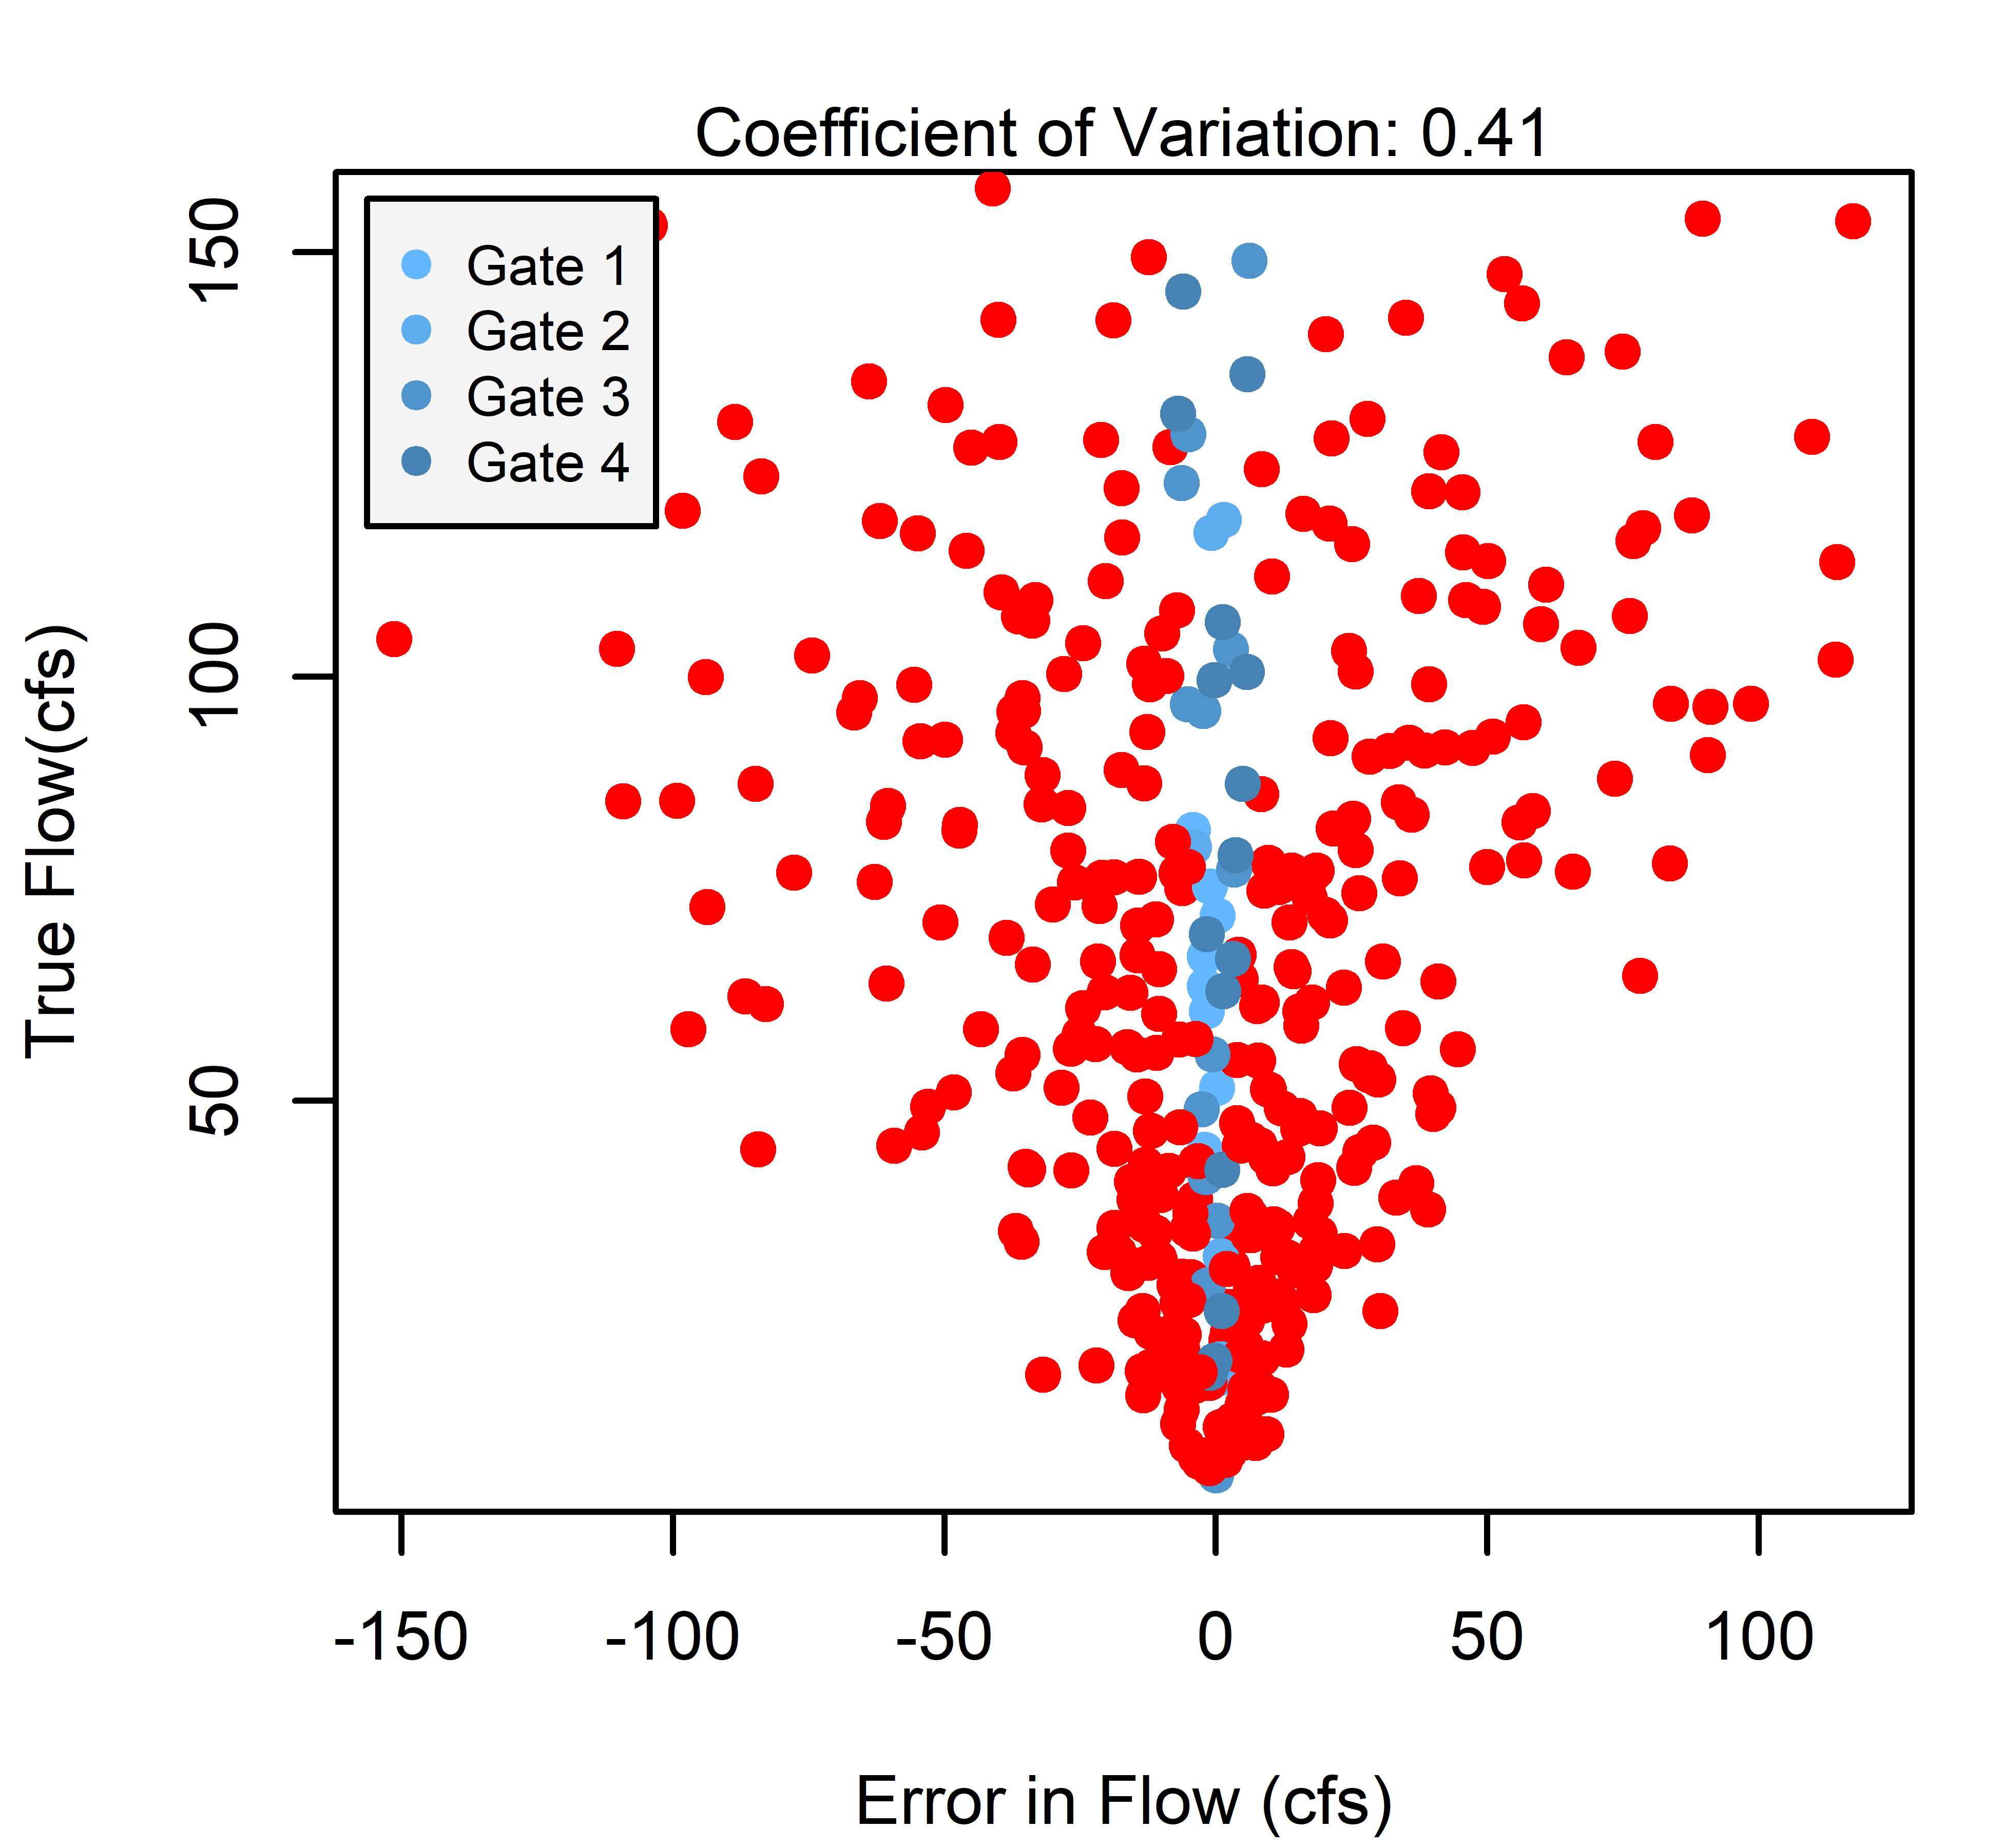 Coefficient of Variation: 0.41
Gate 1
Gate 2
Gate 3
Gate 4
True Flow(cfs)
150
100
50
-150 -100 -50 0 50 100
Error in Flow (cfs)